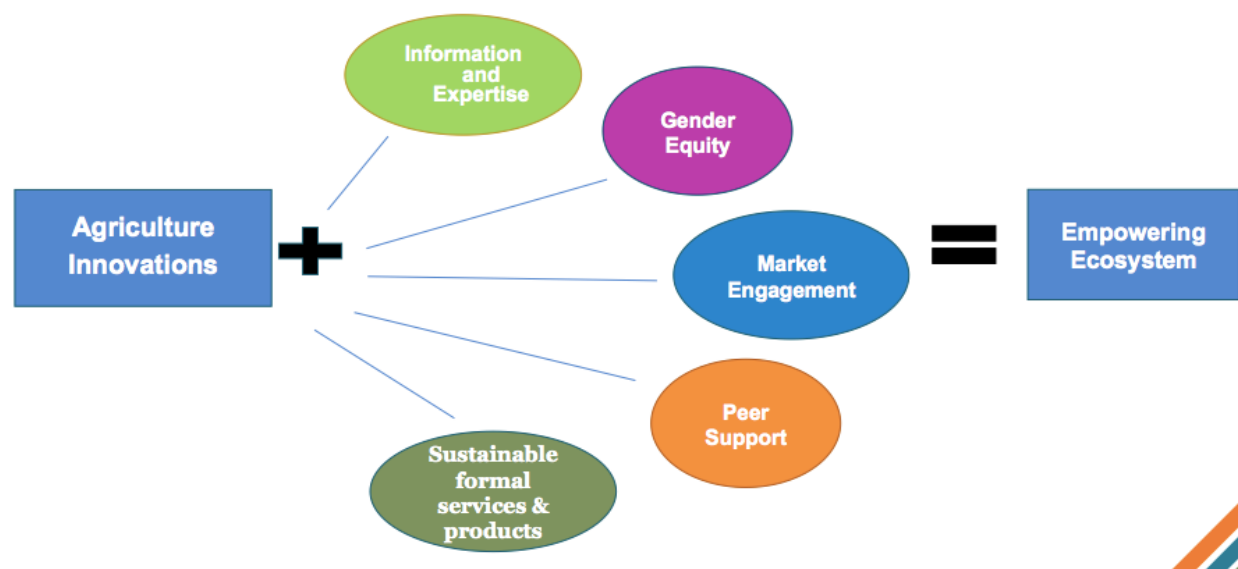 Information
and
Expertise
Gender
Equity
Agriculture
Innovations
Market
Engagement
Empowering
Ecosystem
Peer
Support
Sustainable
formal
services &
products